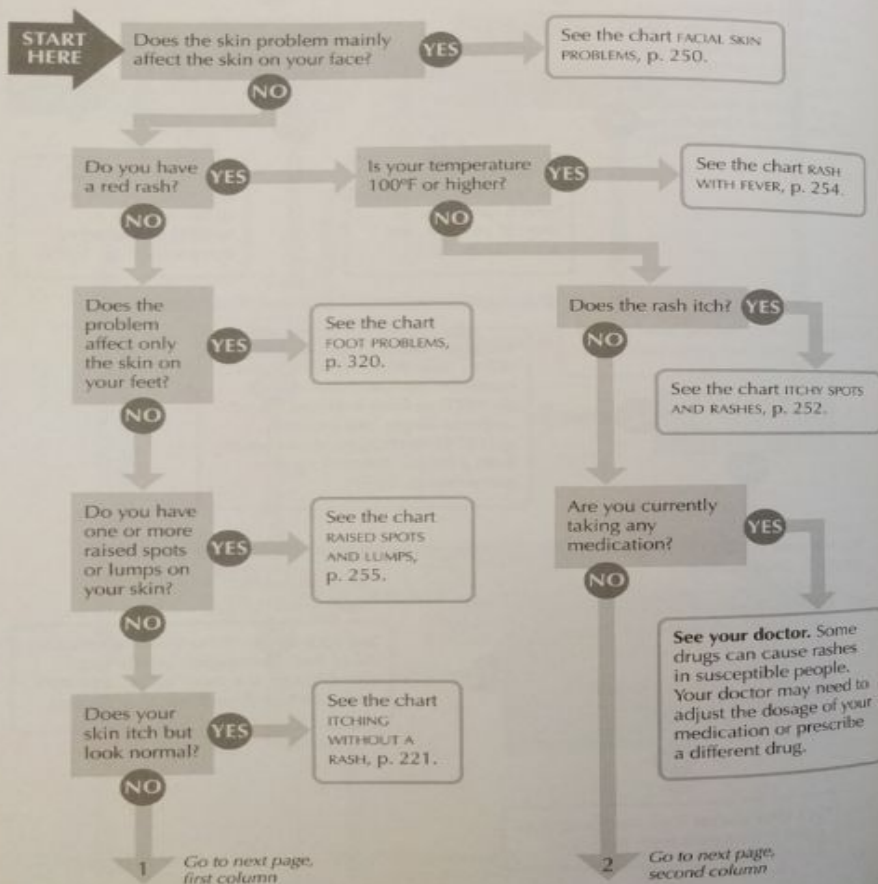 START
HERE
Does the skin problem mainly
affect the skin on your face?
YES
See the chart FACIAL SKIN
PROBLEMS, p. 250.
NO
Do you have
a red rash?
YES
Is your temperature
100°F or higher?
YES
See the chart RASH
WITH FEVER, p. 254.
NO
NO
Does the
problem
affect only
the skin on
your feet?
YES
See the chart
FOOT PROBLEMS,
p. 320.
Does the rash itch?
YES
NO
See the chart ITCHY SPOTS
AND RASHES, p. 252.
NO
Do you have
one or more
raised spots
or lumps on
your skin?
YES
See the chart
RAISED SPOTS
AND LUMPS,
p. 255.
Are you currently
taking any
medication?
YES
NO
See your doctor. Some
drugs can cause rashes
in susceptible people.
Your doctor may need to
adjust the dosage of your
medication or prescribe
a different drug.
NO
Does your
skin itch but
look normal?
YES
See the chart
ITCHING
WITHOUT A
RASH, p. 221.
NO
1
Go to next page,
first column
2
Go to next page,
second column